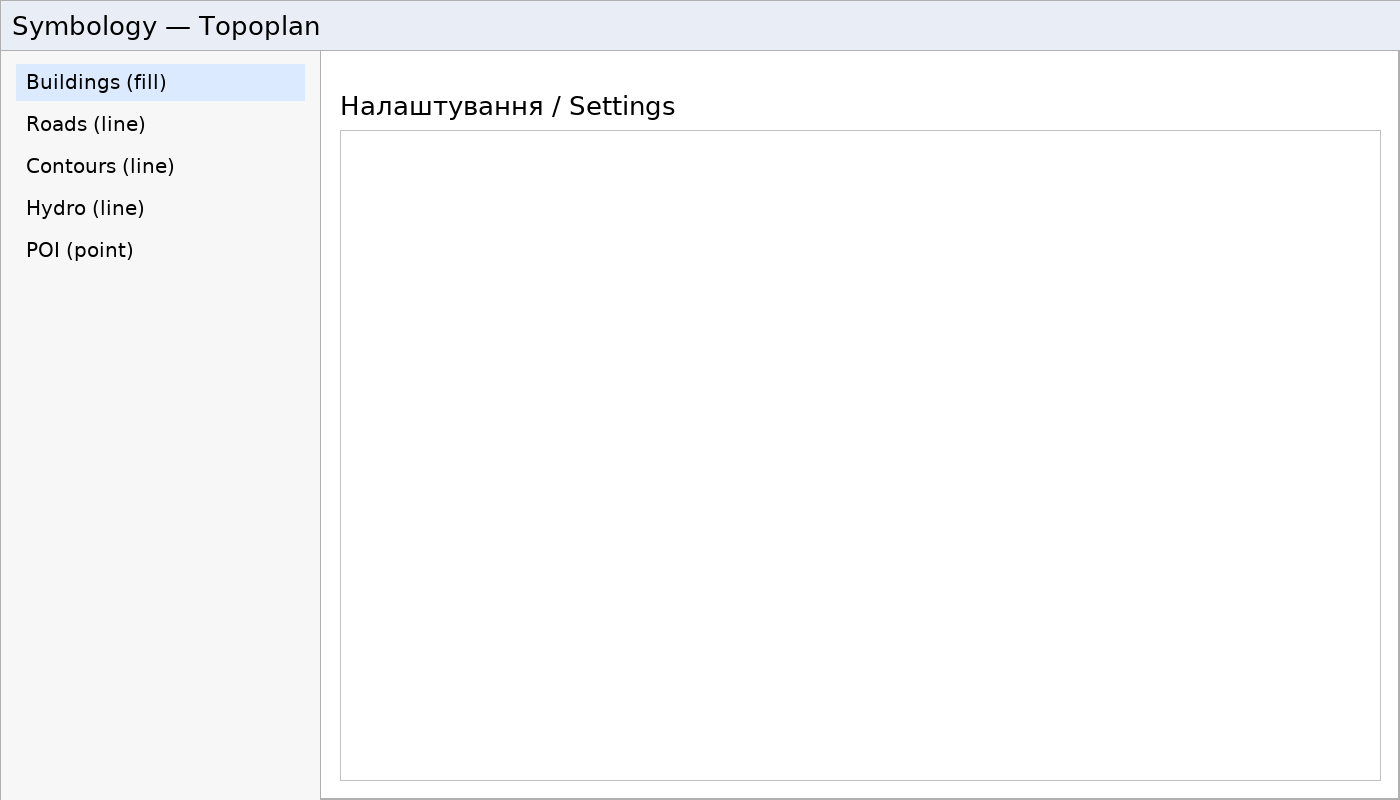 Symbology — Topoplan
Buildings (fill)
Roads (line)
Contours (line)
Hydro (line)
POI (point)
Налаштування / Settings